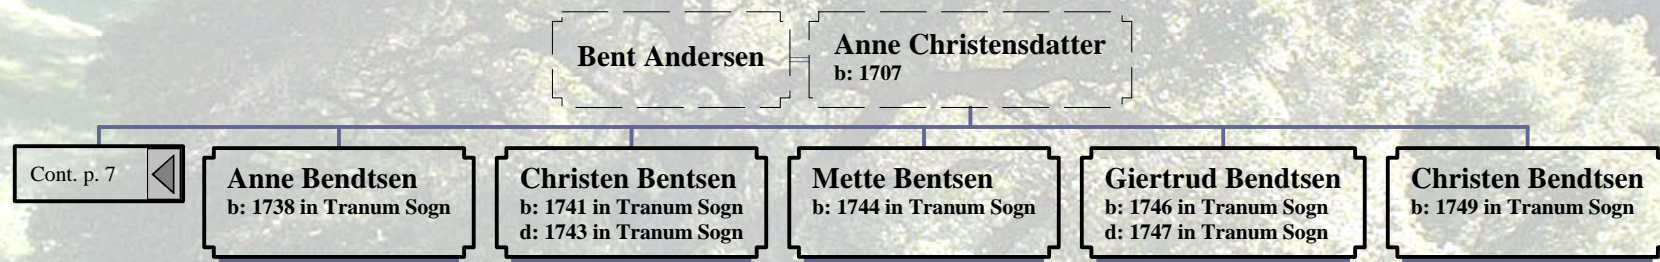 Bent Andersen
Anne Christensdatter
b: 1707
Cont. p. 7
Anne Bendtsen
b: 1738 in Tranum Sogn
Christen Bentsen
b: 1741 in Tranum Sogn
d: 1743 in Tranum Sogn
Mette Bentsen
b: 1744 in Tranum Sogn
Giertrud Bendtsen
b: 1746 in Tranum Sogn
d: 1747 in Tranum Sogn
Christen Bendtsen
b: 1749 in Tranum Sogn